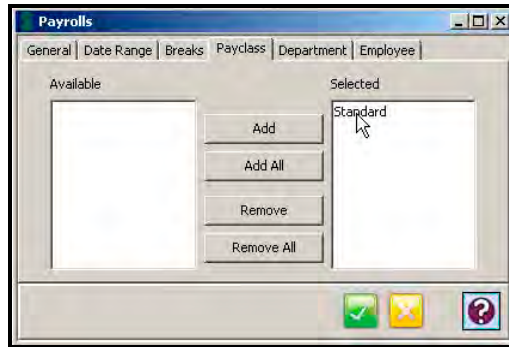 Payrolls
General Date Range Breaks Payclass Department Employee
Available Selected
Standard
Add
Add All
Remove
Remove All
?